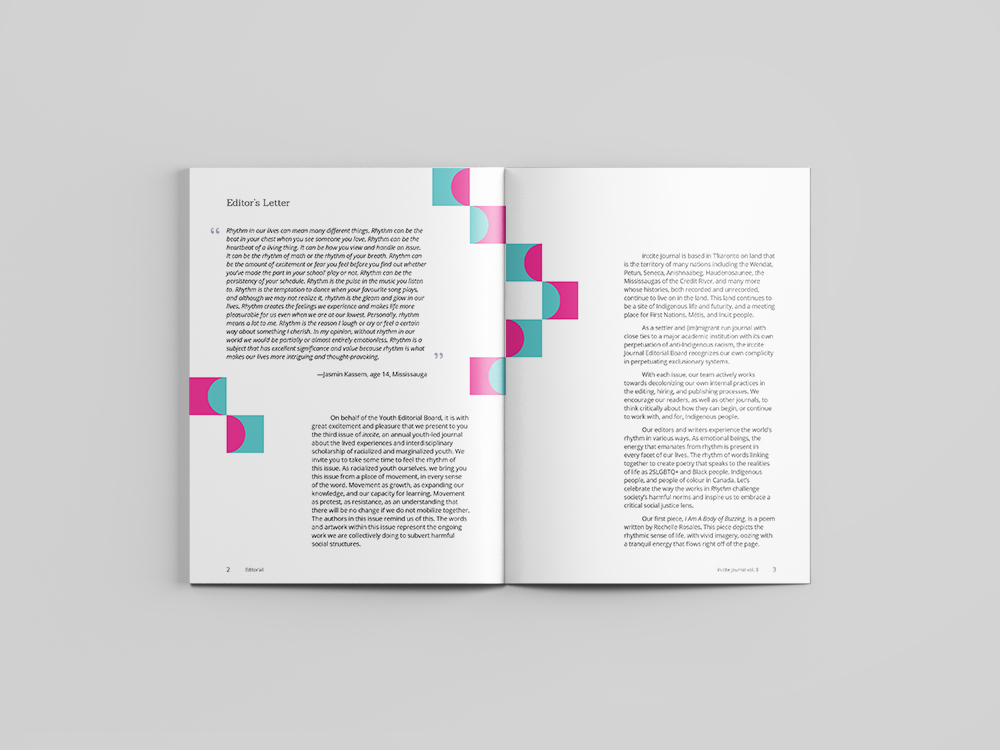 Editor's Letter
“
Rhythm in our lives can mean many different things. Rhythm can be the
beat in your chest when you see someone you love. Rhythm can be the
heartbeat of a living thing. It can be how you view and handle an issue.
It can be the rhythm of math or the rhythm of your breath. Rhythm can
be the amount of excitement or fear you feel before you find out whether
you've made the part in your school play or not. Rhythm can be the
persistency of your schedule. Rhythm is the pulse in the music you listen
to. Rhythm is the temptation to dance when your favourite song plays,
and although we may not realize it, rhythm is the gleam and glow in our
lives. Rhythm creates the feelings we experience and makes life more
pleasurable for us even when we are at our lowest. Personally, rhythm
means a lot to me. Rhythm is the reason I laugh or cry or feel a certain
way about something I cherish. In my opinion, without rhythm in our
world we would be partially or almost entirely emotionless. Rhythm is a
subject that has excellent significance and value because rhythm is what
makes our lives more intriguing and thought-provoking.
”
—Jasmin Kassem, age 14, Mississauga
On behalf of the Youth Editorial Board, it is with
great excitement and pleasure that we present to you
the third issue of in:cite, an annual youth-led journal
about the lived experiences and interdisciplinary
scholarship of racialized and marginalized youth. We
invite you to take some time to feel the rhythm of
this issue. As racialized youth ourselves, we bring you
this issue from a place of movement, in every sense
of the word. Movement as growth, as expanding our
knowledge, and our capacity for learning. Movement
as protest, as resistance, as an understanding that
there will be no change if we do not mobilize together.
The authors in this issue remind us of this. The words
and artwork within this issue represent the ongoing
work we are collectively doing to subvert harmful
social structures.
2 Editorial
in:cite journal is based in T'karonto on land that
is the territory of many nations including the Wendat,
Petun, Seneca, Anishnaabeg, Haudenosaunee, the
Mississaugas of the Credit River, and many more
whose histories, both recorded and unrecorded,
continue to live on in the land. This land continues to
be a site of Indigenous life and futurity, and a meeting
place for First Nations, Métis, and Inuit people.
As a settler and (im)migrant run journal with
close ties to a major academic institution with its own
perpetuation of anti-Indigenous racism, the in:cite
Journal Editorial Board recognizes our own complicity
in perpetuating exclusionary systems.
With each issue, our team actively works
towards decolonizing our own internal practices in
the editing, hiring, and publishing processes. We
encourage our readers, as well as other journals, to
think critically about how they can begin, or continue
to work with, and for, Indigenous people.
Our editors and writers experience the world's
rhythm in various ways. As emotional beings, the
energy that emanates from rhythm is present in
every facet of our lives. The rhythm of words linking
together to create poetry that speaks to the realities
of life as 2SLGBTQ+ and Black people, Indigenous
people, and people of colour in Canada. Let's
celebrate the way the works in Rhythm challenge
society's harmful norms and inspire us to embrace a
critical social justice lens.
Our first piece, I Am A Body of Buzzing, is a poem
written by Rochelle Rosales. This piece depicts the
rhythmic sense of life, with vivid imagery, oozing with
a tranquil energy that flows right off of the page.
in:cite journal vol. 3 3